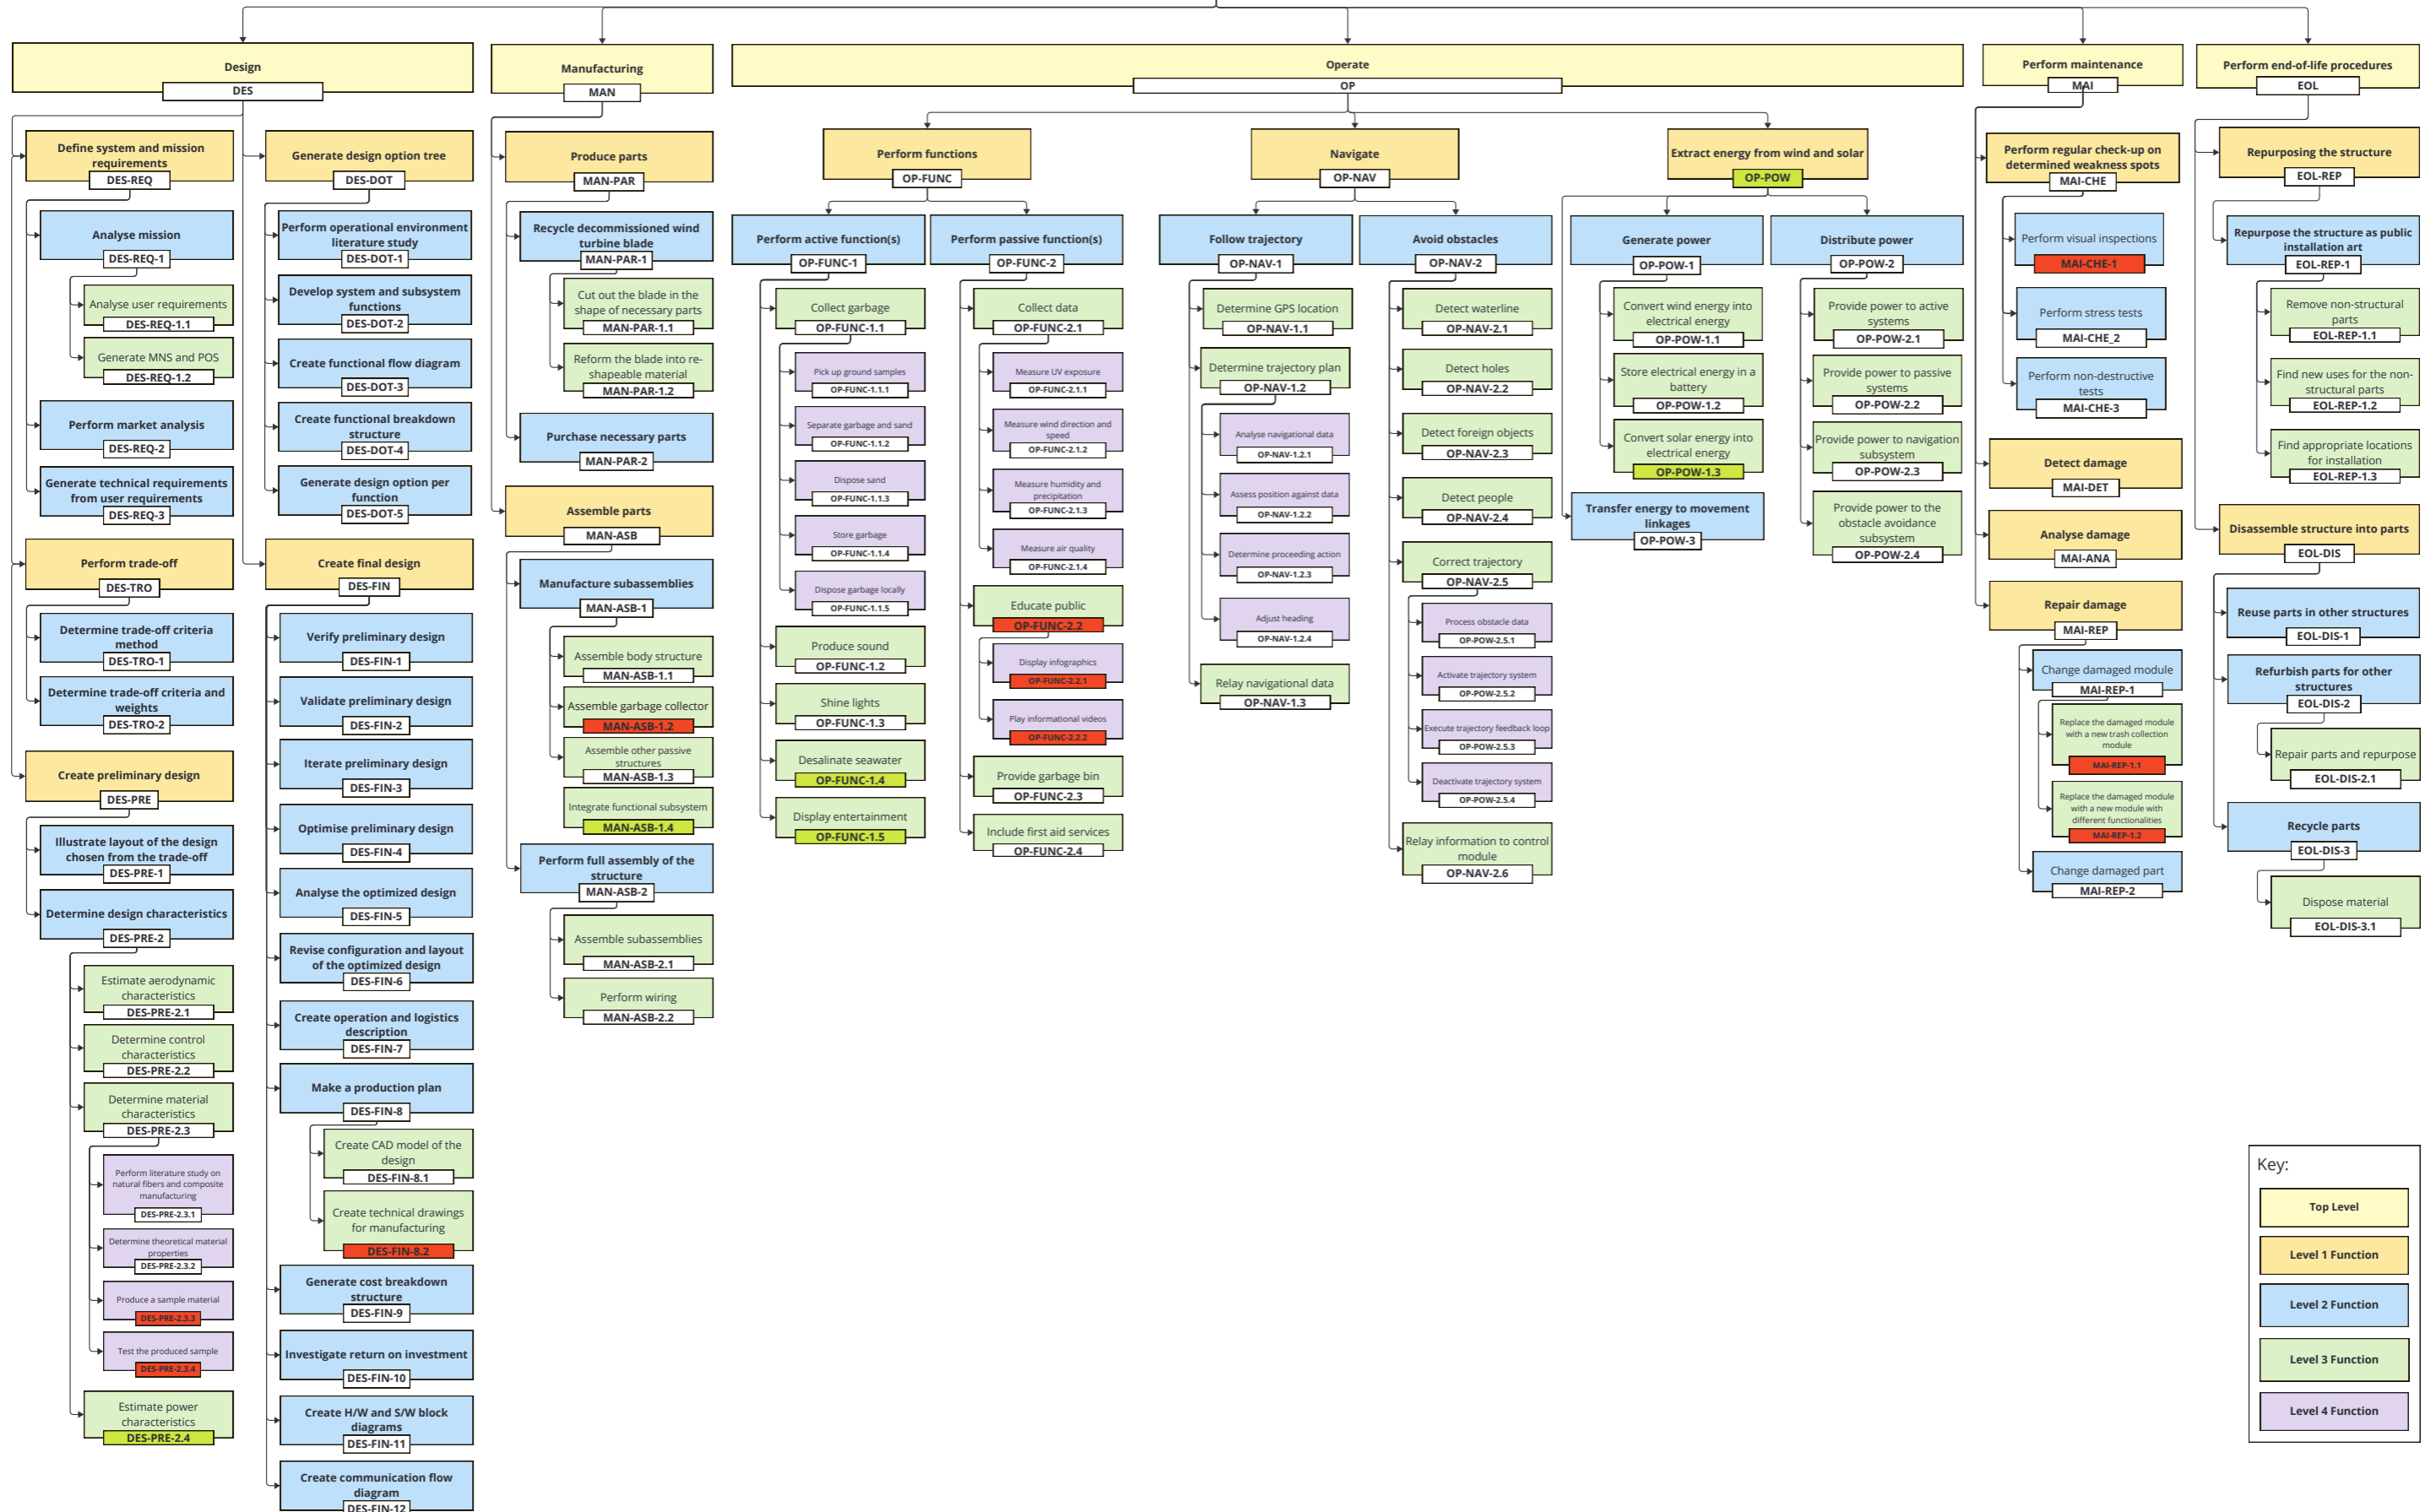 Design
DES
Define system and mission
requirements
DES-REQ
Analyse mission
DES-REQ-1
Analyse user requirements
DES-REQ-1.1
Generate MNS and POS
DES-REQ-1.2
Perform market analysis
DES-REQ-2
Generate technical requirements
from user requirements
DES-REQ-3
Perform trade-off
DES-TRO
Determine trade-off criteria
method
DES-TRO-1
Determine trade-off criteria and
weights
DES-TRO-2
Create preliminary design
DES-PRE
Illustrate layout of the design
chosen from the trade-off
DES-PRE-1
Determine design characteristics
DES-PRE-2
Estimate aerodynamic
characteristics
DES-PRE-2.1
Determine control
characteristics
DES-PRE-2.2
Determine material
characteristics
DES-PRE-2.3
Perform literature study on
natural fibers and composite
manufacturing
DES-PRE-2.3.1
Determine theoretical material
properties
DES-PRE-2.3.2
Produce a sample material
DES-PRE-2.3.3
Test the produced sample
DES-PRE-2.3.4
Estimate power
characteristics
DES-PRE-2.4
Generate design option tree
DES-DOT
Perform operational environment
literature study
DES-DOT-1
Develop system and subsystem
functions
DES-DOT-2
Create functional flow diagram
DES-DOT-3
Create functional breakdown
structure
DES-DOT-4
Generate design option per
function
DES-DOT-5
Create final design
DES-FIN
Verify preliminary design
DES-FIN-1
Validate preliminary design
DES-FIN-2
Iterate preliminary design
DES-FIN-3
Optimise preliminary design
DES-FIN-4
Analyse the optimized design
DES-FIN-5
Revise configuration and layout
of the optimized design
DES-FIN-6
Create operation and logistics
description
DES-FIN-7
Make a production plan
DES-FIN-8
Create CAD model of the
design
DES-FIN-8.1
Create technical drawings
for manufacturing
DES-FIN-8.2
Generate cost breakdown
structure
DES-FIN-9
Investigate return on investment
DES-FIN-10
Create H/W and S/W block
diagrams
DES-FIN-11
Create communication flow
diagram
DES-FIN-12
Manufacturing
MAN
Produce parts
MAN-PAR
Recycle decommissioned wind
turbine blade
MAN-PAR-1
Cut out the blade in the
shape of necessary parts
MAN-PAR-1.1
Reform the blade into re-
shapeable material
MAN-PAR-1.2
Purchase necessary parts
MAN-PAR-2
Assemble parts
MAN-ASB
Manufacture subassemblies
MAN-ASB-1
Assemble body structure
MAN-ASB-1.1
Assemble garbage collector
MAN-ASB-1.2
Assemble other passive
structures
MAN-ASB-1.3
Integrate functional subsystem
MAN-ASB-1.4
Perform full assembly of the
structure
MAN-ASB-2
Assemble subassemblies
MAN-ASB-2.1
Perform wiring
MAN-ASB-2.2
Operate
OP
Perform functions
OP-FUNC
Perform active function(s)
OP-FUNC-1
Collect garbage
OP-FUNC-1.1
Pick up ground samples
OP-FUNC-1.1.1
Separate garbage and sand
OP-FUNC-1.1.2
Dispose sand
OP-FUNC-1.1.3
Store garbage
OP-FUNC-1.1.4
Dispose garbage locally
OP-FUNC-1.1.5
Produce sound
OP-FUNC-1.2
Shine lights
OP-FUNC-1.3
Desalinate seawater
OP-FUNC-1.4
Display entertainment
OP-FUNC-1.5
Perform passive function(s)
OP-FUNC-2
Collect data
OP-FUNC-2.1
Measure UV exposure
OP-FUNC-2.1.1
Measure wind direction and
speed
OP-FUNC-2.1.2
Measure humidity and
precipitation
OP-FUNC-2.1.3
Measure air quality
OP-FUNC-2.1.4
Educate public
OP-FUNC-2.2
Display infographics
OP-FUNC-2.2.1
Play informational videos
OP-FUNC-2.2.2
Provide garbage bin
OP-FUNC-2.3
Include first aid services
OP-FUNC-2.4
Navigate
OP-NAV
Follow trajectory
OP-NAV-1
Determine GPS location
OP-NAV-1.1
Determine trajectory plan
OP-NAV-1.2
Analyse navigational data
OP-NAV-1.2.1
Assess position against data
OP-NAV-1.2.2
Determine proceeding action
OP-NAV-1.2.3
Adjust heading
OP-NAV-1.2.4
Relay navigational data
OP-NAV-1.3
Avoid obstacles
OP-NAV-2
Detect waterline
OP-NAV-2.1
Detect holes
OP-NAV-2.2
Detect foreign objects
OP-NAV-2.3
Detect people
OP-NAV-2.4
Correct trajectory
OP-NAV-2.5
Process obstacle data
OP-POW-2.5.1
Activate trajectory system
OP-POW-2.5.2
Execute trajectory feedback loop
OP-POW-2.5.3
Deactivate trajectory system
OP-POW-2.5.4
Relay information to control
module
OP-NAV-2.6
Extract energy from wind and solar
OP-POW
Generate power
OP-POW-1
Convert wind energy into
electrical energy
OP-POW-1.1
Store electrical energy in a
battery
OP-POW-1.2
Convert solar energy into
electrical energy
OP-POW-1.3
Transfer energy to movement
linkages
OP-POW-3
Distribute power
OP-POW-2
Provide power to active
systems
OP-POW-2.1
Provide power to passive
systems
OP-POW-2.2
Provide power to navigation
subsystem
OP-POW-2.3
Provide power to the
obstacle avoidance
subsystem
OP-POW-2.4
Perform maintenance
MAI
Perform regular check-up on
determined weakness spots
MAI-CHE
Perform visual inspections
MAI-CHE-1
Perform stress tests
MAI-CHE_2
Perform non-destructive
tests
MAI-CHE-3
Detect damage
MAI-DET
Analyse damage
MAI-ANA
Repair damage
MAI-REP
Change damaged module
MAI-REP-1
Replace the damaged module
with a new trash collection
module
MAI-REP-1.1
Replace the damaged module
with a new module with
different functionalities
MAI-REP-1.2
Change damaged part
MAI-REP-2
Perform end-of-life procedures
EOL
Repurposing the structure
EOL-REP
Repurpose the structure as public
installation art
EOL-REP-1
Remove non-structural
parts
EOL-REP-1.1
Find new uses for the non-
structural parts
EOL-REP-1.2
Find appropriate locations
for installation
EOL-REP-1.3
Disassemble structure into parts
EOL-DIS
Reuse parts in other structures
EOL-DIS-1
Refurbish parts for other
structures
EOL-DIS-2
Repair parts and repurpose
EOL-DIS-2.1
Recycle parts
EOL-DIS-3
Dispose material
EOL-DIS-3.1
Key:
Top Level
Level 1 Function
Level 2 Function
Level 3 Function
Level 4 Function